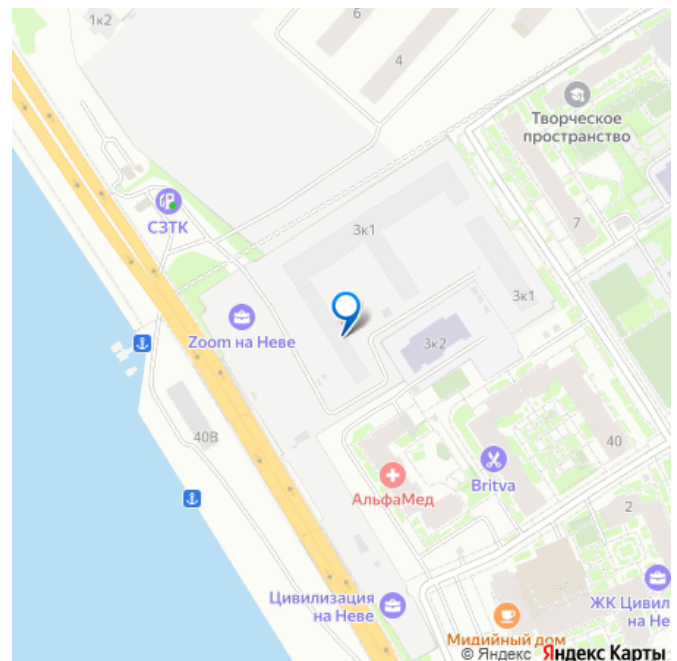 1к2
6
4
Творческое
пространство
СЗТК
3к1
7
Zoom на Неве
3к1
3к2
40В
40
АльфаМед
Britva
2
Цивилизация
на Неве
ЖК Цивил
на Не
Мидийный дом
© Яндекс Яндекс Карты